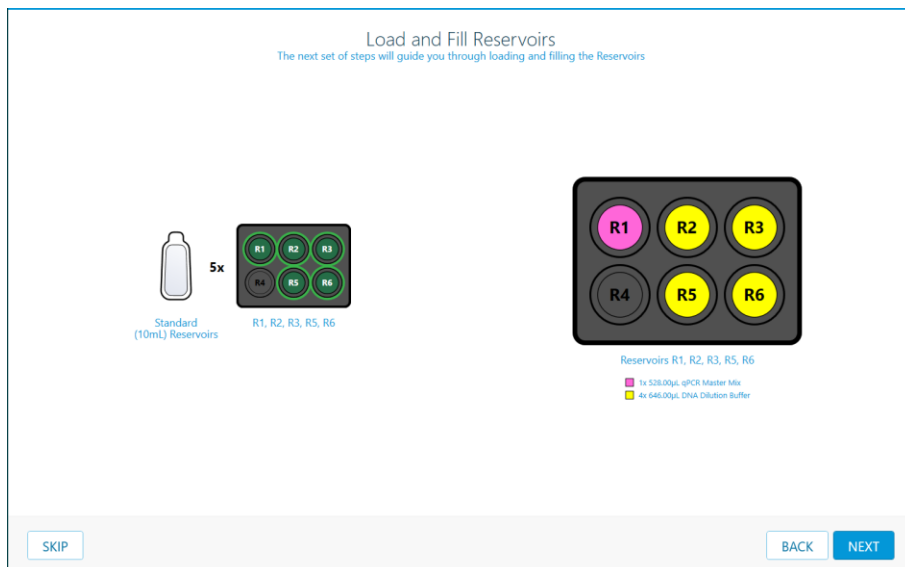 Load and Fill Reservoirs
The next set of steps will guide you through loading and filling the Reservoirs
5x
R1 R2 R3
R4 R5 R6
Standard
(10mL) Reservoirs
R1, R2, R3, R5, R6
R1 R2 R3
R4 R5 R6
Reservoirs R1, R2, R3, R5, R6
1x 528.00µL qPCR Master Mix
4x 646.00µL DNA Dilution Buffer
SKIP
BACK
NEXT